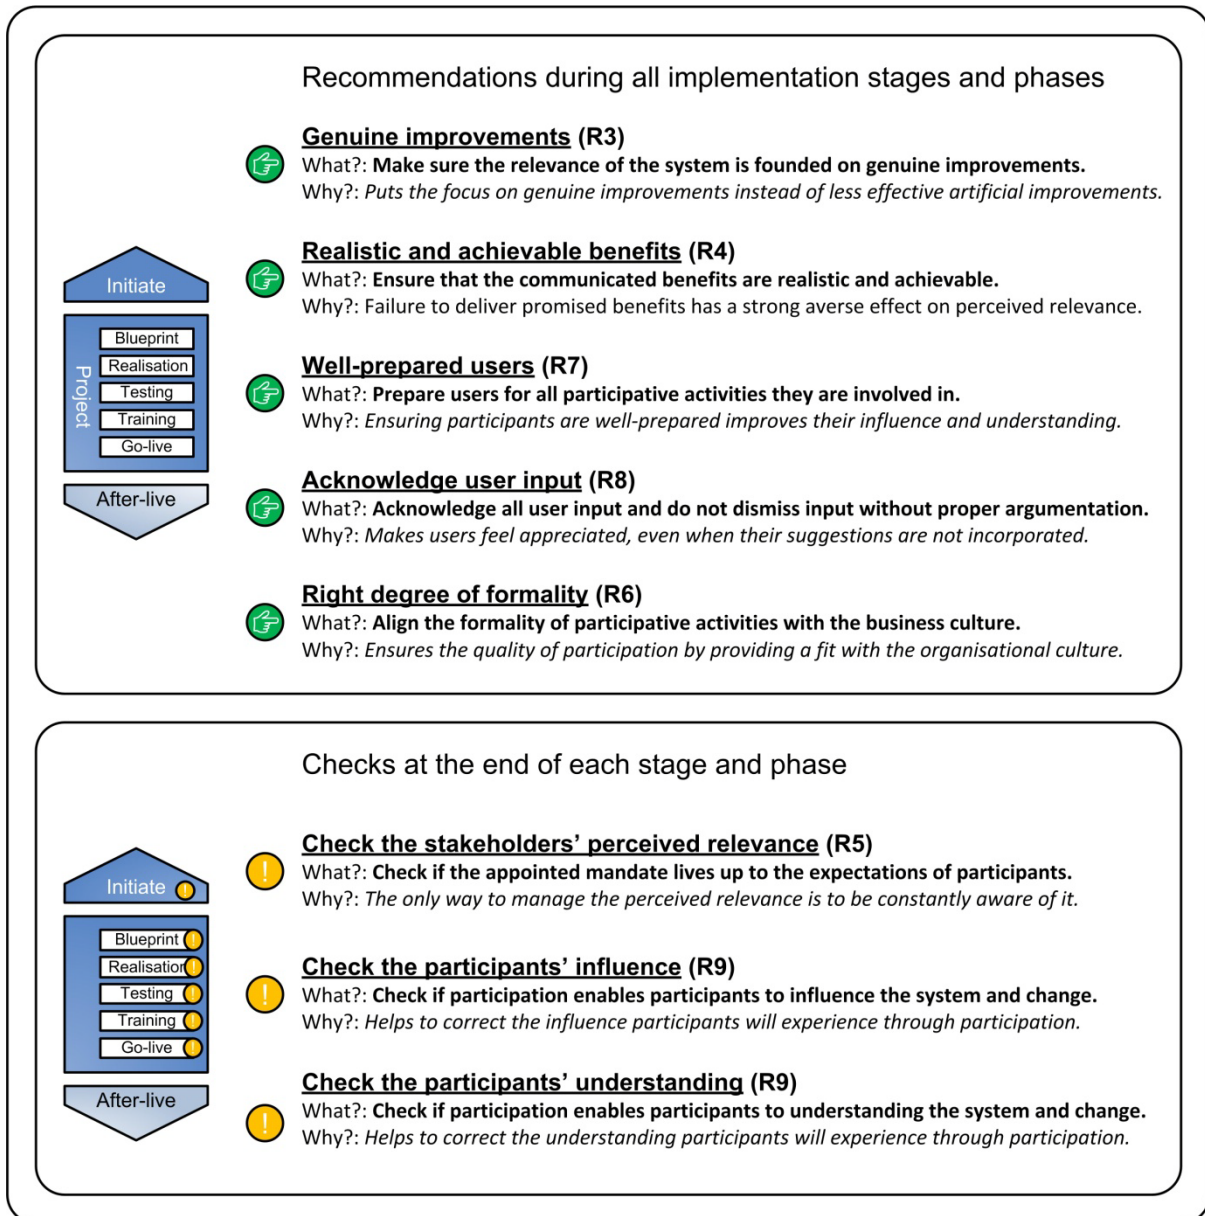 Recommendations during all implementation stages and phases
Genuine improvements (R3)
What?: Make sure the relevance of the system is founded on genuine improvements.
Why?: Puts the focus on genuine improvements instead of less effective artificial improvements.
Realistic and achievable benefits (R4)
What?: Ensure that the communicated benefits are realistic and achievable.
Why?: Failure to deliver promised benefits has a strong averse effect on perceived relevance.
Well-prepared users (R7)
What?: Prepare users for all participative activities they are involved in.
Why?: Ensuring participants are well-prepared improves their influence and understanding.
Acknowledge user input (R8)
What?: Acknowledge all user input and do not dismiss input without proper argumentation.
Why?: Makes users feel appreciated, even when their suggestions are not incorporated.
Right degree of formality (R6)
What?: Align the formality of participative activities with the business culture.
Why?: Ensures the quality of participation by providing a fit with the organisational culture.
Initiate
Project
Blueprint
Realisation
Testing
Training
Go-live
After-live
Checks at the end of each stage and phase
Check the stakeholders’ perceived relevance (R5)
What?: Check if the appointed mandate lives up to the expectations of participants.
Why?: The only way to manage the perceived relevance is to be constantly aware of it.
Check the participants’ influence (R9)
What?: Check if participation enables participants to influence the system and change.
Why?: Helps to correct the influence participants will experience through participation.
Check the participants’ understanding (R9)
What?: Check if participation enables participants to understanding the system and change.
Why?: Helps to correct the understanding participants will experience through participation.
Initiate !
Blueprint !
Realisation !
Testing !
Training !
Go-live !
After-live
!
!
!